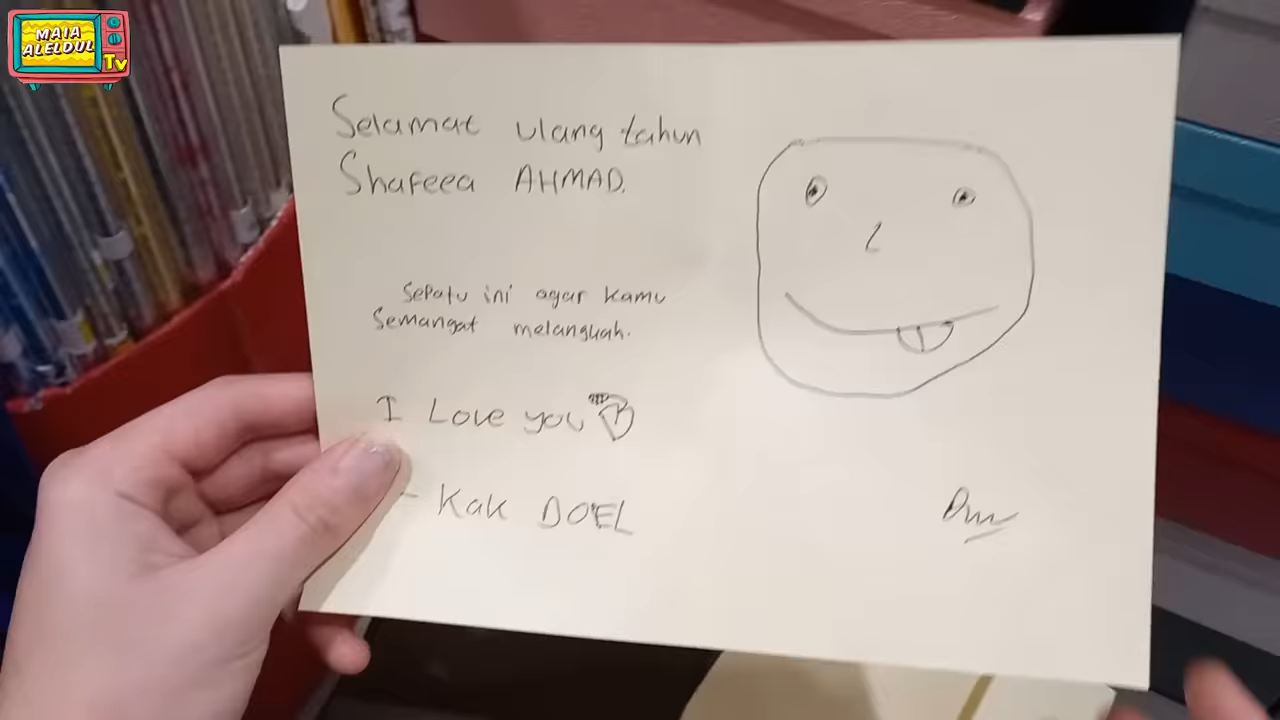 MAIA
ALELDUL
TV
Selamat ulang tahun
Shafeea AHMAD.
Sepatu ini agar kamu
Semangat melangkah.
I Love you
- Kak DOEL